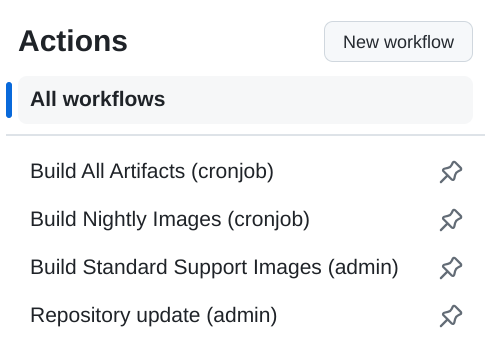 Actions
New workflow
All workflows
Build All Artifacts (cronjob)
Build Nightly Images (cronjob)
Build Standard Support Images (admin)
Repository update (admin)